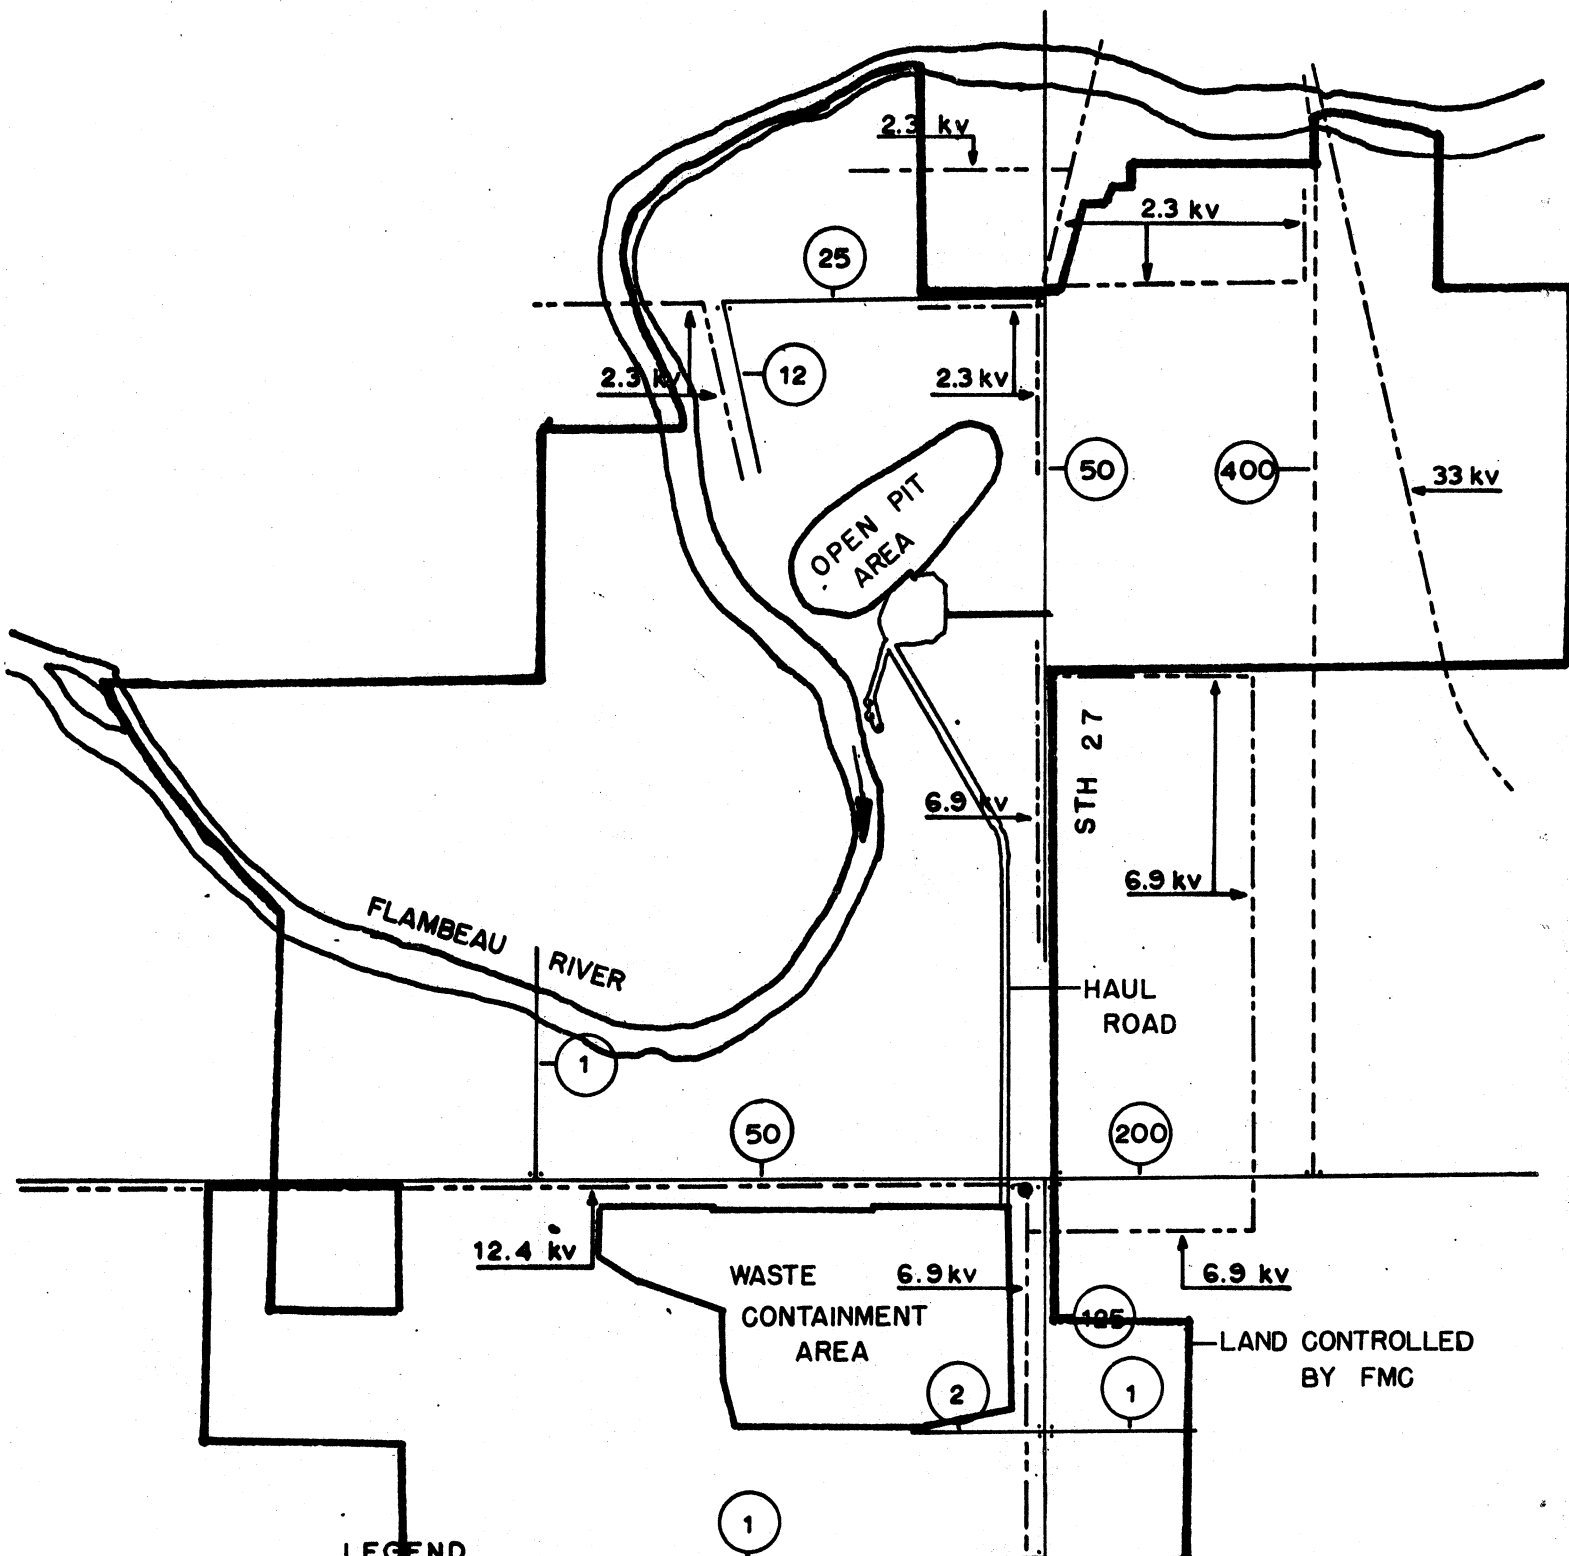 2.3 kv
2.3 kv
25
2.3 kv
12
2.3 kv
50
400
33 kv
OPEN PIT
AREA
STH 27
6.9 kv
6.9 kv
FLAMBEAU RIVER
HAUL
ROAD
1
50
200
12.4 kv
WASTE
CONTAINMENT
AREA
6.9 kv
6.9 kv
125
LAND CONTROLLED
BY FMC
2
1
1
LEGEND